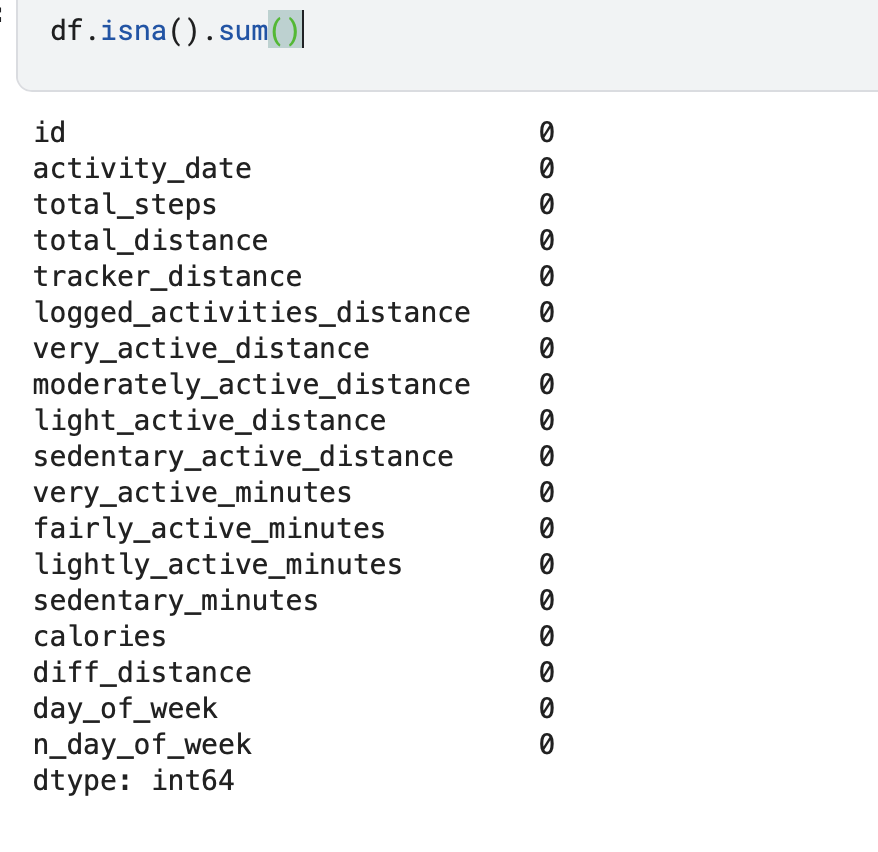 df.isna().sum()
id 0
activity_date 0
total_steps 0
total_distance 0
tracker_distance 0
logged_activities_distance 0
very_active_distance 0
moderately_active_distance 0
light_active_distance 0
sedentary_active_distance 0
very_active_minutes 0
fairly_active_minutes 0
lightly_active_minutes 0
sedentary_minutes 0
calories 0
diff_distance 0
day_of_week 0
n_day_of_week 0
dtype: int64